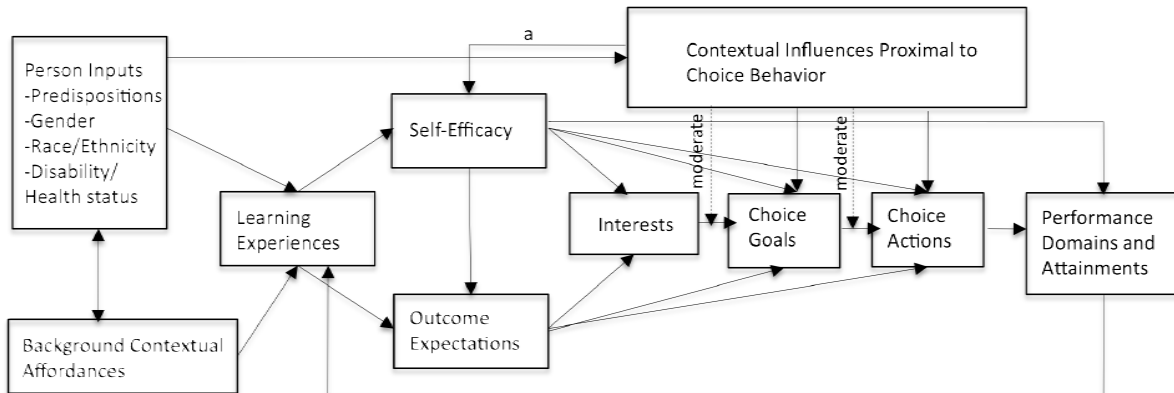 a
Contextual Influences Proximal to
Choice Behavior
Person Inputs
-Predispositions
-Gender
-Race/Ethnicity
-Disability/
Health status
Self-Efficacy
moderate
moderate
Learning
Experiences
Interests
Choice
Goals
Choice
Actions
Performance
Domains and
Attainments
Outcome
Expectations
Background Contextual
Affordances